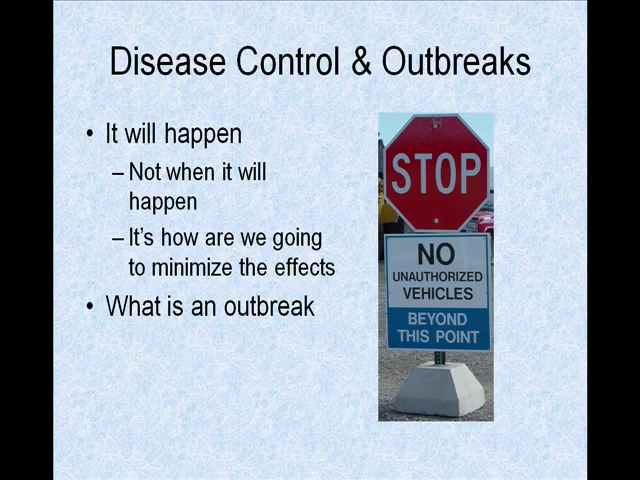 Disease Control & Outbreaks
• It will happen
– Not when it will
happen
– It's how are we going
to minimize the effects
• What is an outbreak
STOP
NO
UNAUTHORIZED
VEHICLES
BEYOND
THIS POINT